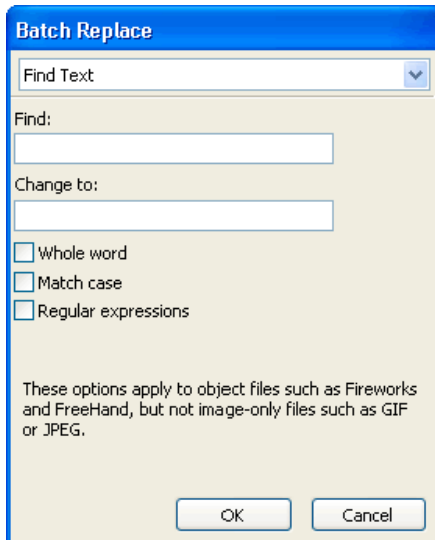 Batch Replace
Find Text
Find:
Change to:
Whole word
Match case
Regular expressions
These options apply to object files such as Fireworks
and FreeHand, but not image-only files such as GIF
or JPEG.
OK Cancel